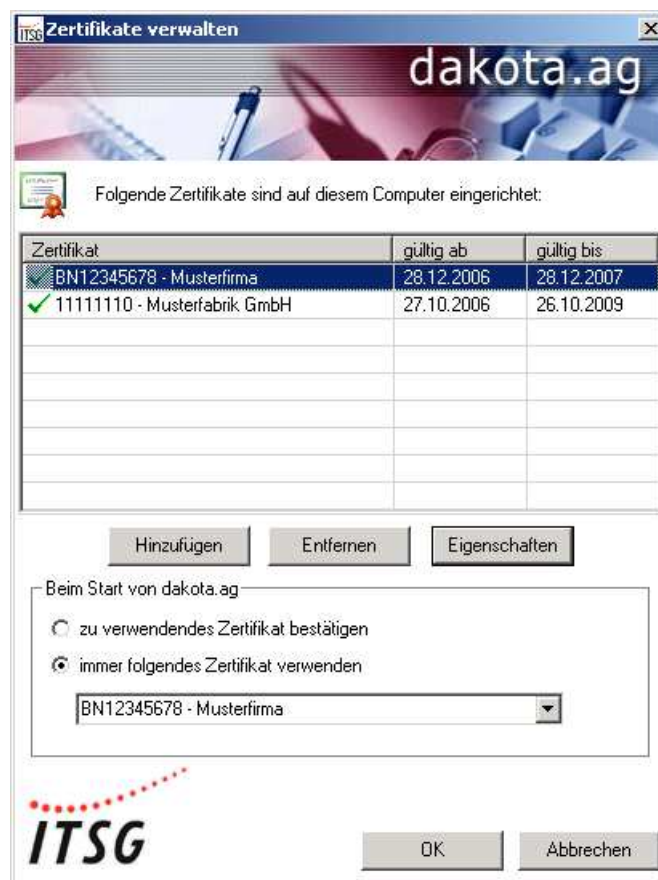 ITSG Zertifikate verwalten
dakota.ag
Folgende Zertifikate sind auf diesem Computer eingerichtet:
Zertifikat gültig ab gültig bis
BN12345678 - Musterfirma 28.12.2006 28.12.2007
11111110 - Musterfabrik GmbH 27.10.2006 26.10.2009
Hinzufügen Entfernen Eigenschaften
Beim Start von dakota.ag
zu verwendendes Zertifikat bestätigen
immer folgendes Zertifikat verwenden
BN12345678 - Musterfirma
ITSG
OK Abbrechen